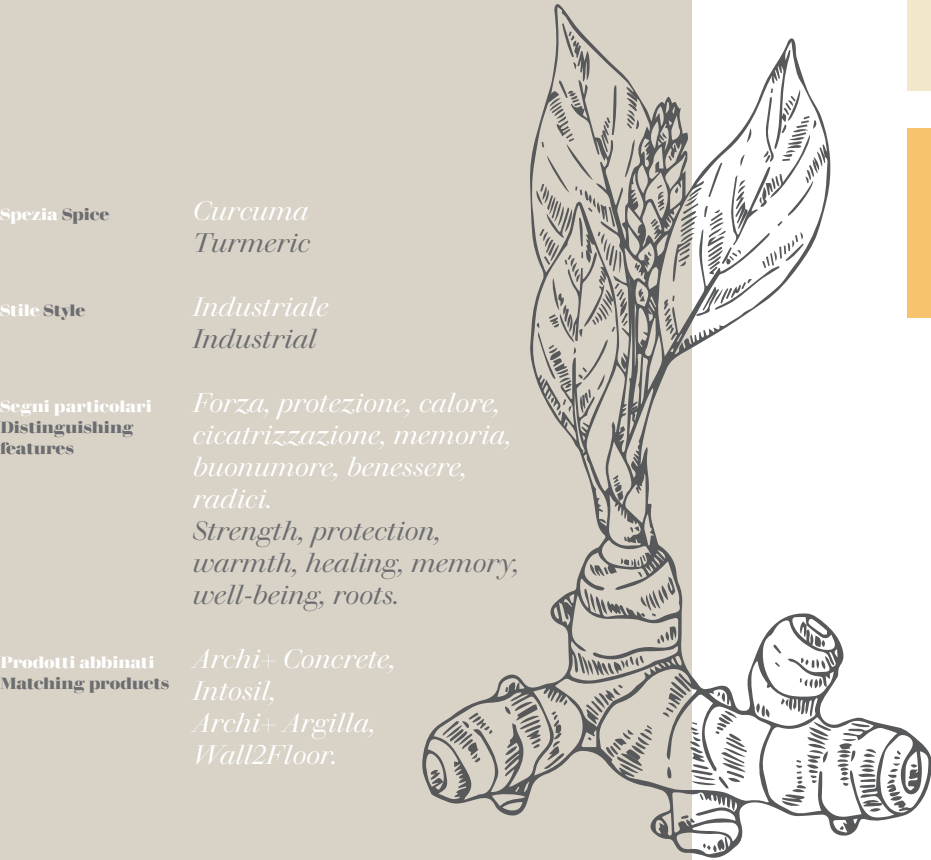 Spezia Spice
Curcuma
Turmeric
Stile Style
Industriale
Industrial
Segni particolari
Distinguishing
features
Forza, protezione, calore,
cicatrizzazione, memoria,
buonumore, benessere,
radici.
Strength, protection,
warmth, healing, memory,
well-being, roots.
Prodotti abbinati
Matching products
Archi+ Concrete,
Intosil,
Archi+ Argilla,
Wall2Floor.